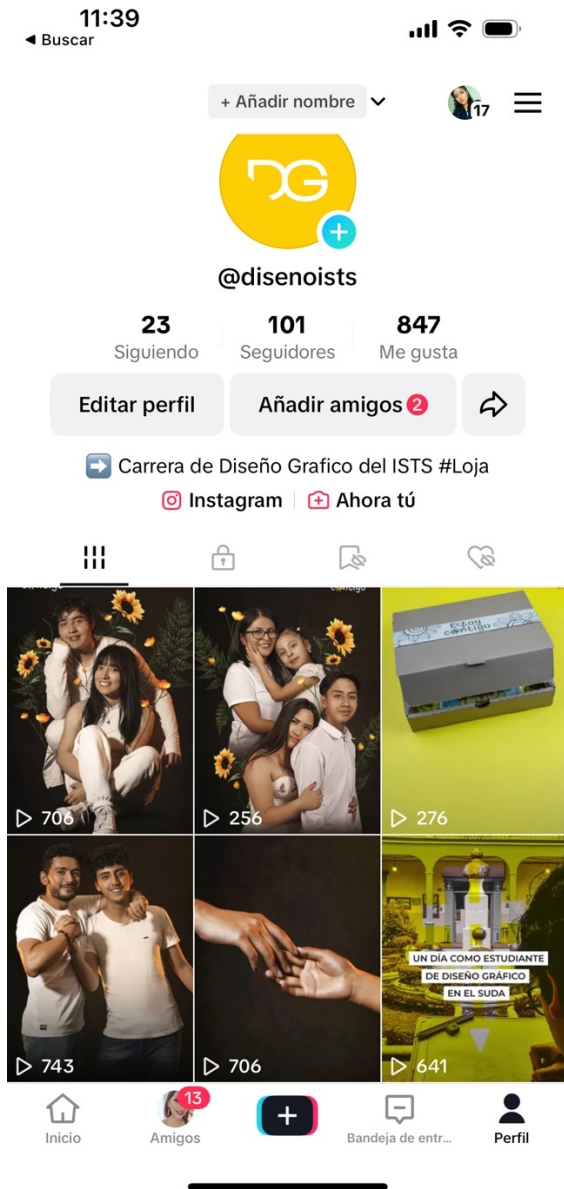 11:39
◀ Buscar
+ Añadir nombre
17
DG
@disenoists
23 101 847
Siguiendo Seguidores Me gusta
Editar perfil Añadir amigos 2
➡️ Carrera de Diseño Grafico del ISTS #Loja
Instagram Ahora tú
Estoy
contigo
706 256 276
UN DÍA COMO ESTUDIANTE
DE DISEÑO GRÁFICO
EN EL SUDA
743 706 641
13
Inicio Amigos Bandeja de entr... Perfil